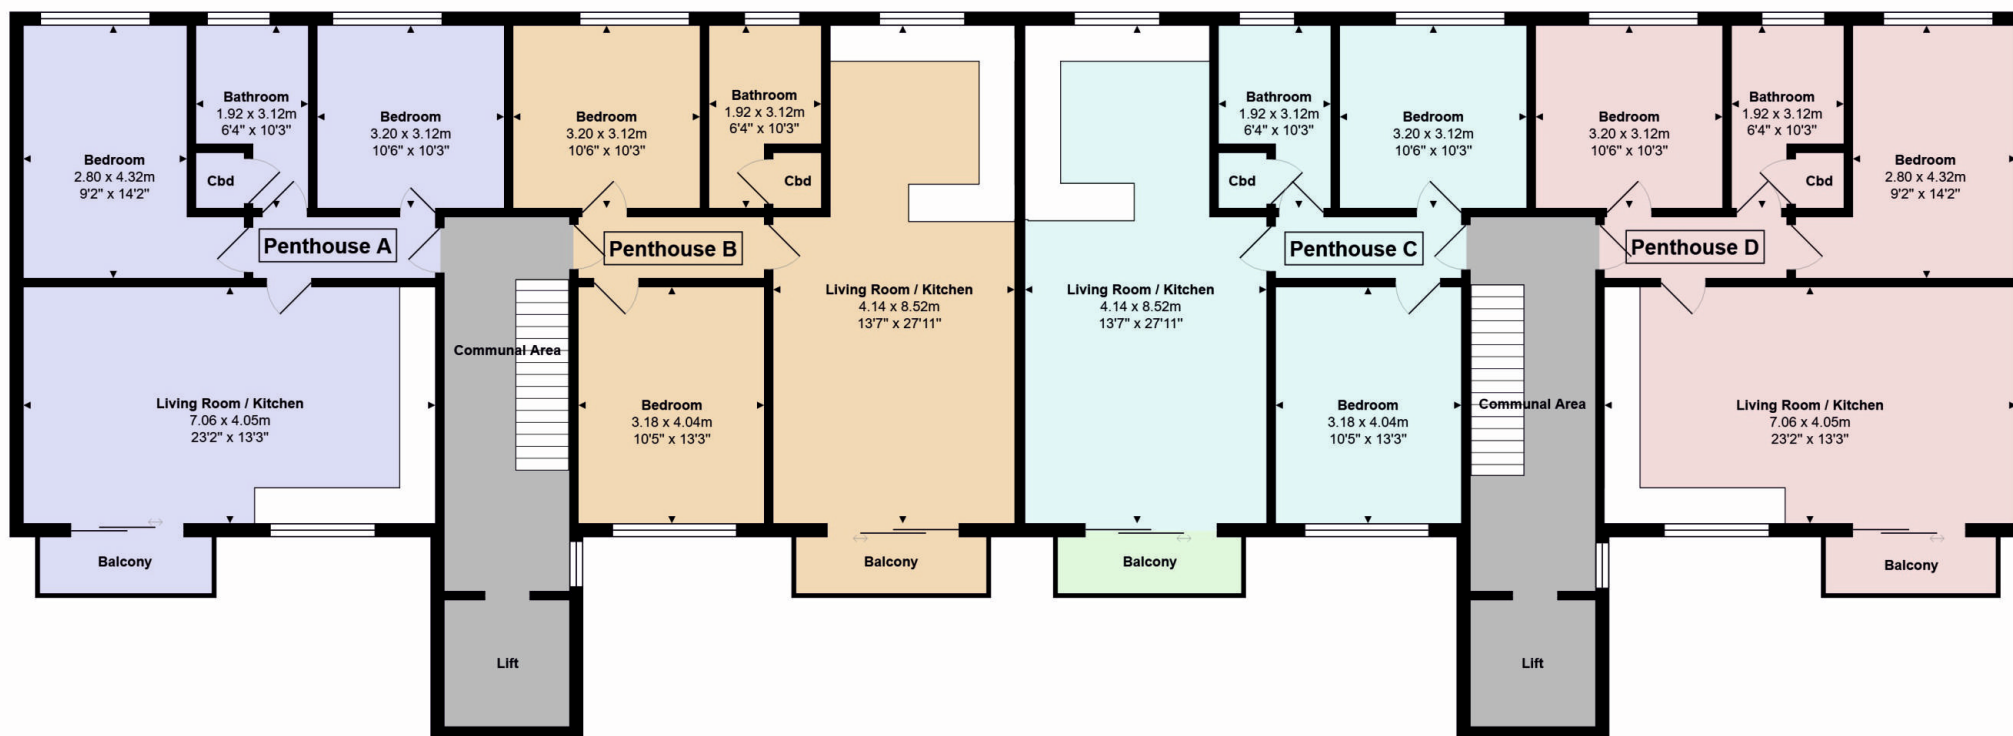 Bedroom
2.80 x 4.32m
9'2" x 14'2"
Bathroom
1.92 x 3.12m
6'4" x 10'3"
Cbd
Bedroom
3.20 x 3.12m
10'6" x 10'3"
Penthouse A
Living Room / Kitchen
7.06 x 4.05m
23'2" x 13'3"
Balcony
Communal Area
Lift
Bedroom
3.20 x 3.12m
10'6" x 10'3"
Bathroom
1.92 x 3.12m
6'4" x 10'3"
Cbd
Penthouse B
Living Room / Kitchen
4.14 x 8.52m
13'7" x 27'11"
Bedroom
3.18 x 4.04m
10'5" x 13'3"
Balcony
Living Room / Kitchen
4.14 x 8.52m
13'7" x 27'11"
Bathroom
1.92 x 3.12m
6'4" x 10'3"
Cbd
Bedroom
3.20 x 3.12m
10'6" x 10'3"
Penthouse C
Bedroom
3.18 x 4.04m
10'5" x 13'3"
Balcony
Communal Area
Lift
Bedroom
3.20 x 3.12m
10'6" x 10'3"
Bathroom
1.92 x 3.12m
6'4" x 10'3"
Cbd
Bedroom
2.80 x 4.32m
9'2" x 14'2"
Penthouse D
Living Room / Kitchen
7.06 x 4.05m
23'2" x 13'3"
Balcony